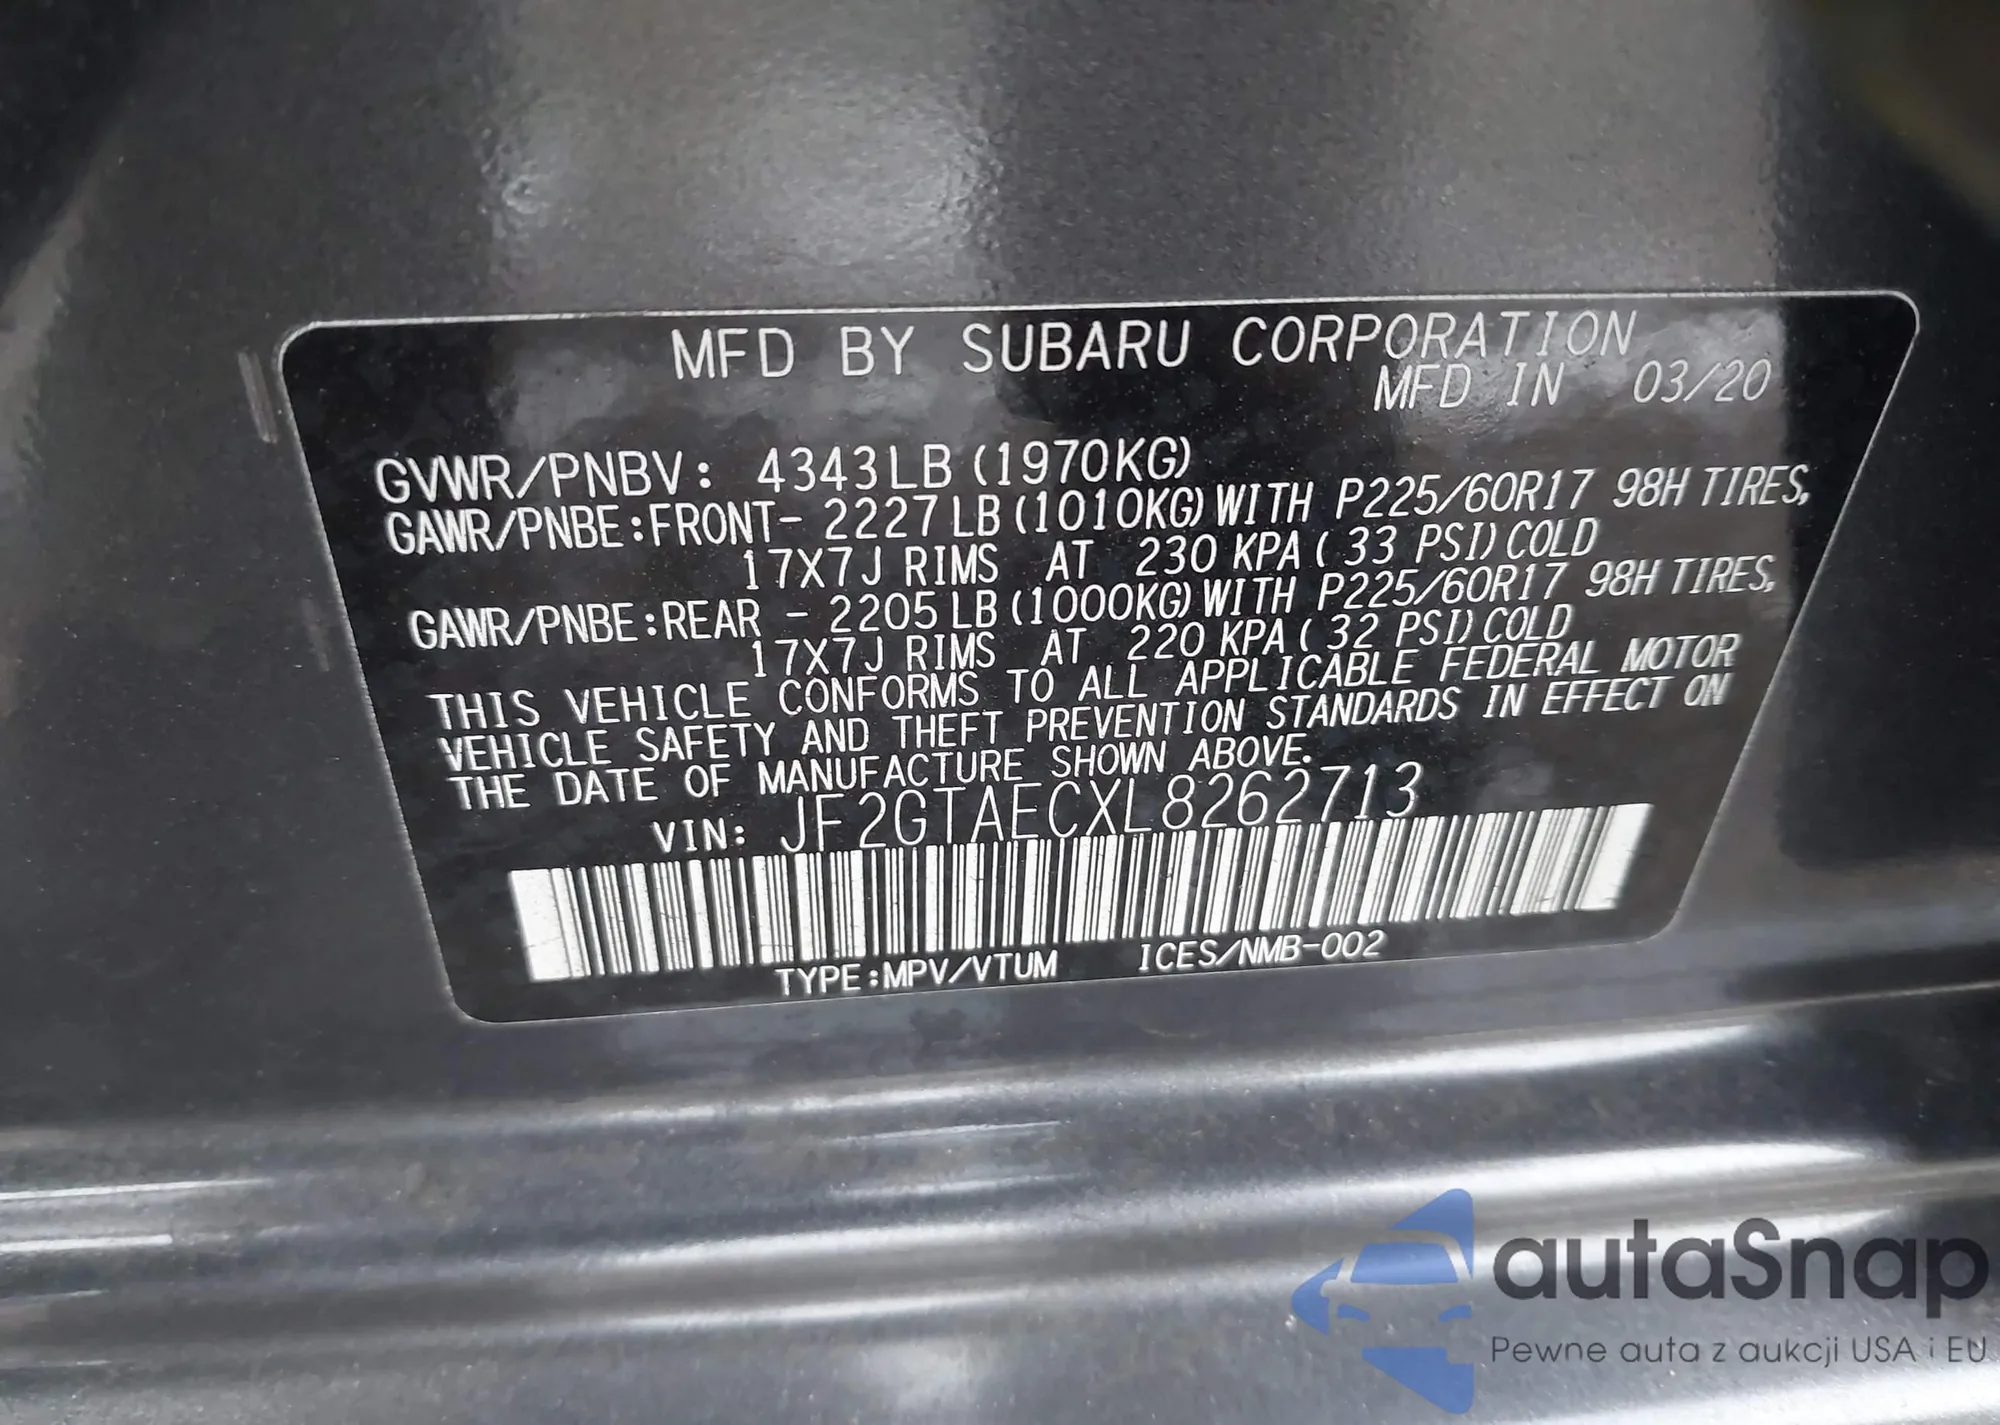 MFD BY SUBARU CORPORATION
MFD IN 03/20
GVWR/PNBV: 4343LB (1970KG)
GAWR/PNBE:FRONT- 2227LB (1010KG) WITH P225/60R17 98H TIRES,
17X7J RIMS AT 230 KPA ( 33 PSI) COLD
GAWR/PNBE:REAR - 2205LB (1000KG) WITH P225/60R17 98H TIRES,
17X7J RIMS AT 220 KPA ( 32 PSI) COLD
THIS VEHICLE CONFORMS TO ALL APPLICABLE FEDERAL MOTOR
VEHICLE SAFETY AND THEFT PREVENTION STANDARDS IN EFFECT ON
THE DATE OF MANUFACTURE SHOWN ABOVE.
VIN: JF2GTAECXL8262713
TYPE:MPV/VTUM ICES/NMB-002
autaSnap
Pewne auta z aukcji USA i EU